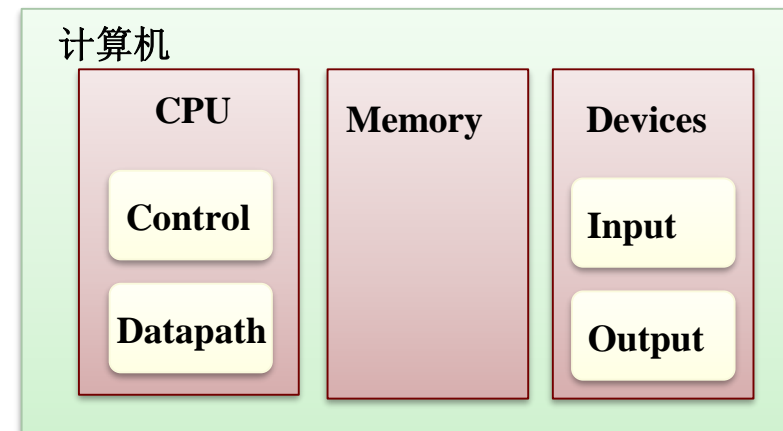 计算机
CPU
Control
Datapath
Memory
Devices
Input
Output